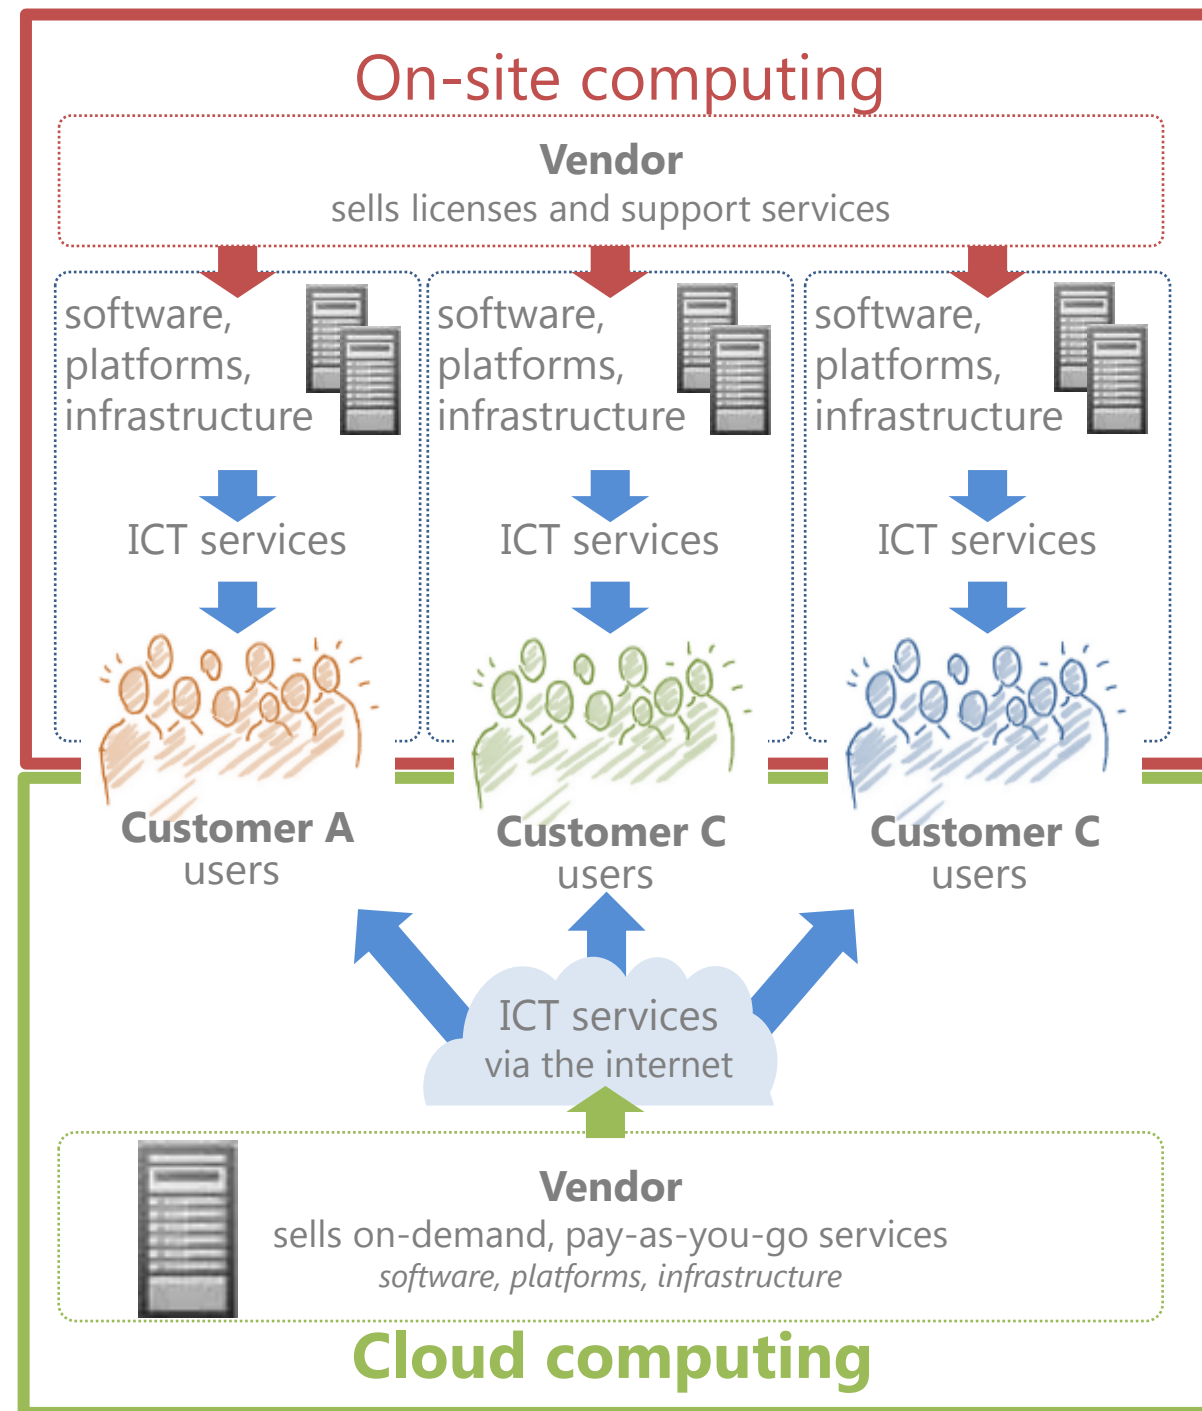 On-site computing
Vendor
sells licenses and support services
software,
platforms,
infrastructure
software,
platforms,
infrastructure
software,
platforms,
infrastructure
ICT services
ICT services
ICT services
Customer A
users
Customer C
users
Customer C
users
ICT services
via the internet
Vendor
sells on-demand, pay-as-you-go services
software, platforms, infrastructure
Cloud computing